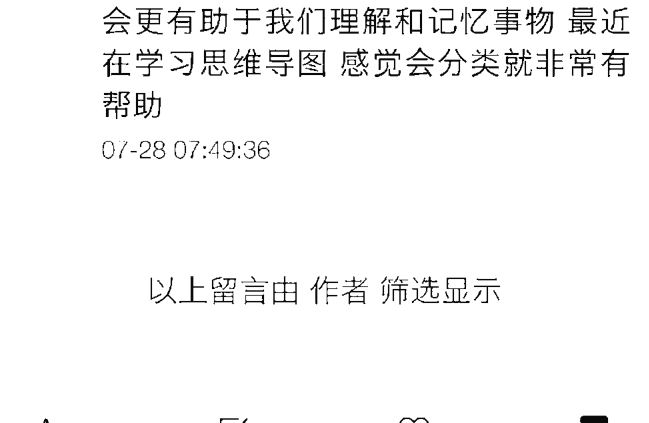 会更有助于我们理解和记忆事物 最近
在学习思维导图 感觉会分类就非常有
帮助
07-28 07:49:36
以上留言由 作者 筛选显示